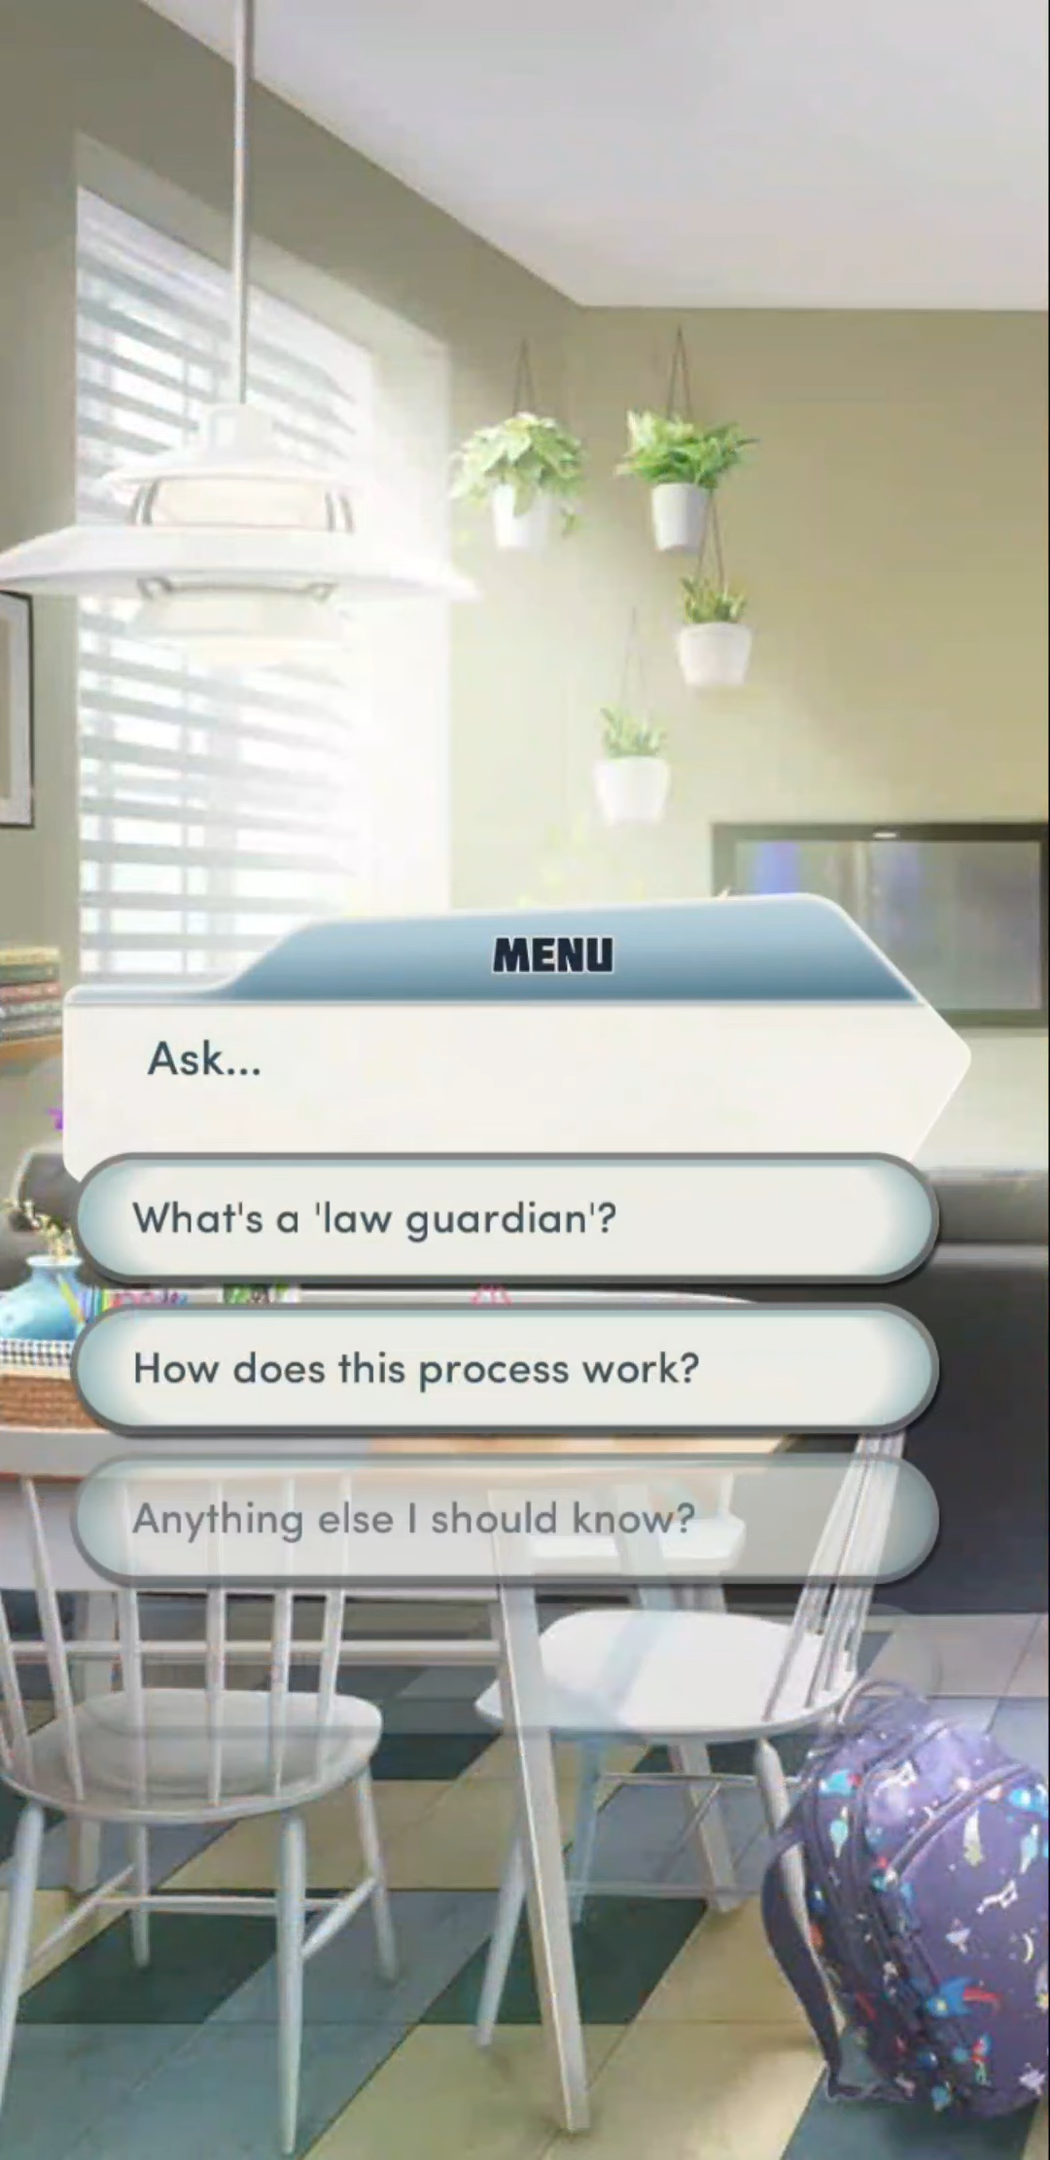 MENU
Ask...
What's a 'law guardian'?
How does this process work?
Anything else I should know?